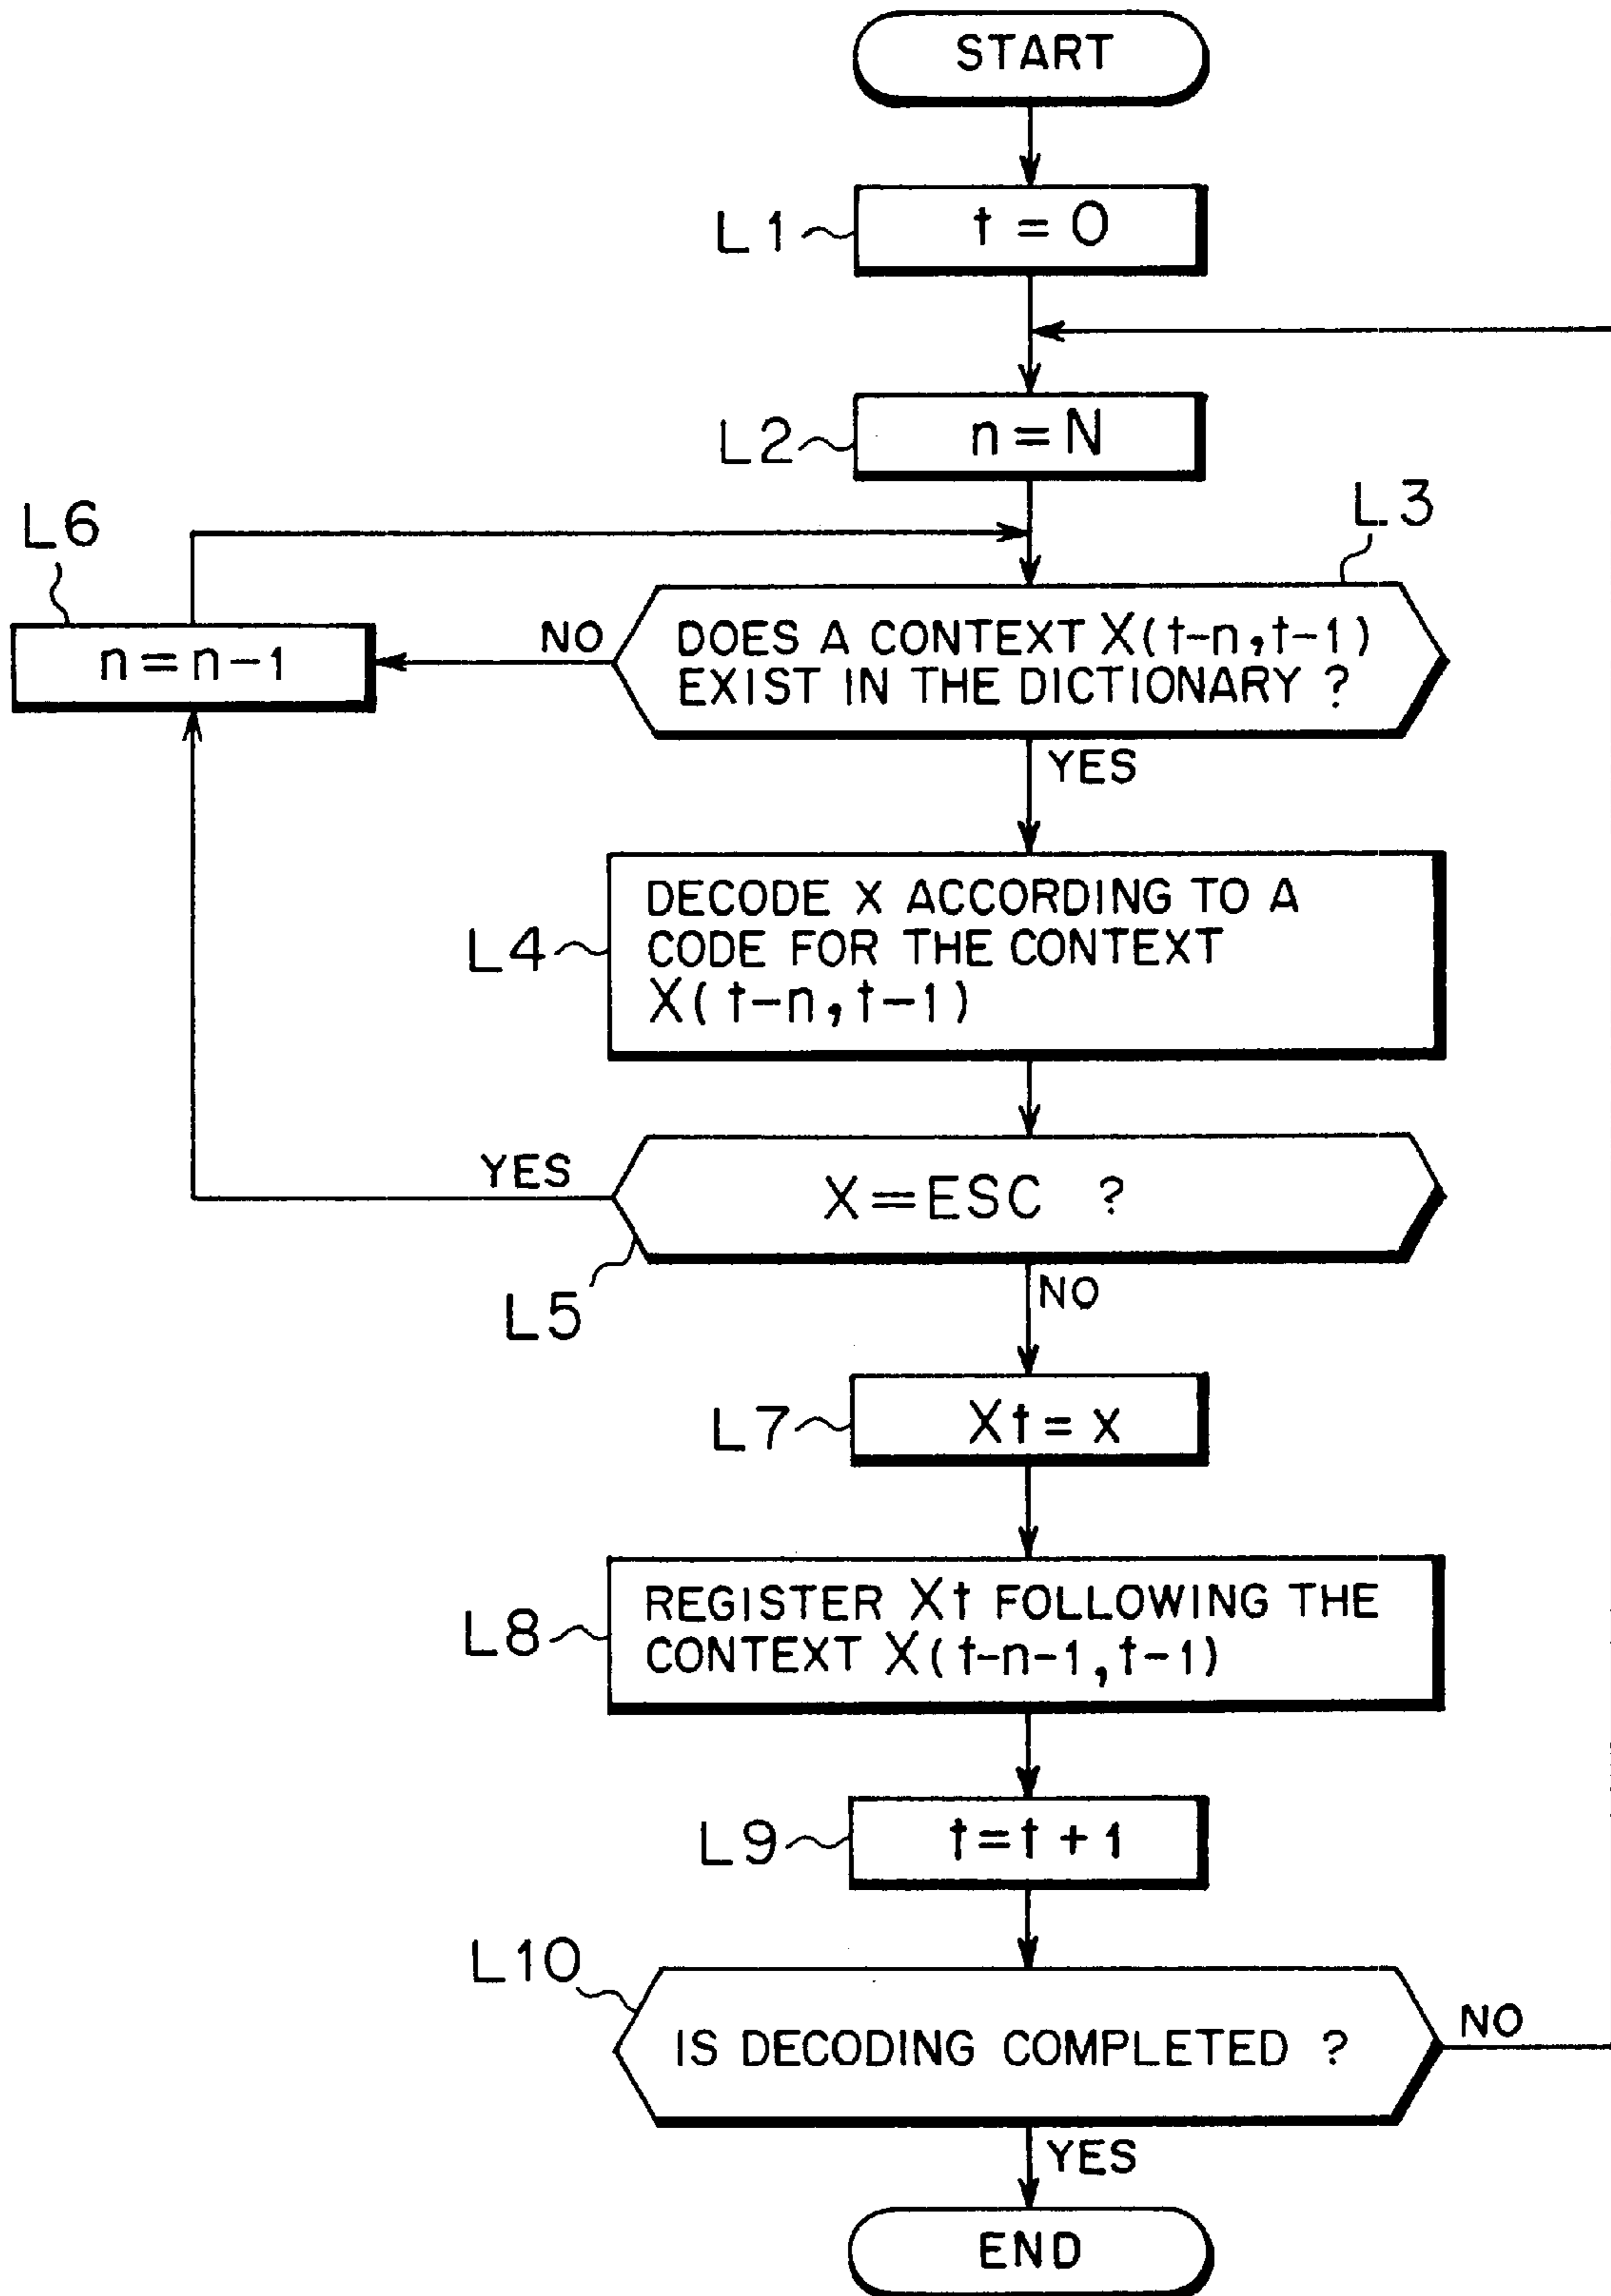 START
L1
t = 0
L2
n = N
L3
L6
n = n-1
NO
DOES A CONTEXT X(t-n,t-1)
EXIST IN THE DICTIONARY ?
YES
L4
DECODE X ACCORDING TO A
CODE FOR THE CONTEXT
X(t-n,t-1)
YES
X=ESC ?
L5
NO
L7
Xt = x
L8
REGISTER Xt FOLLOWING THE
CONTEXT X(t-n-1,t-1)
L9
t = t + 1
L10
IS DECODING COMPLETED ?
NO
YES
END